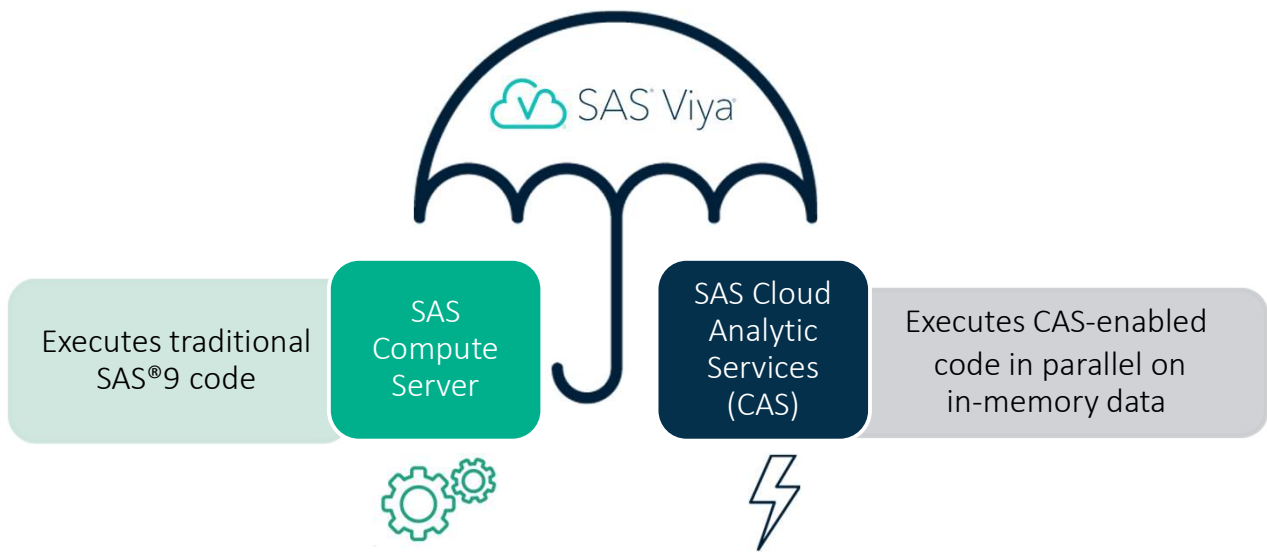 SAS® Viya®
Executes traditional
SAS®9 code
SAS
Compute
Server
SAS Cloud
Analytic
Services
(CAS)
Executes CAS-enabled
code in parallel on
in-memory data